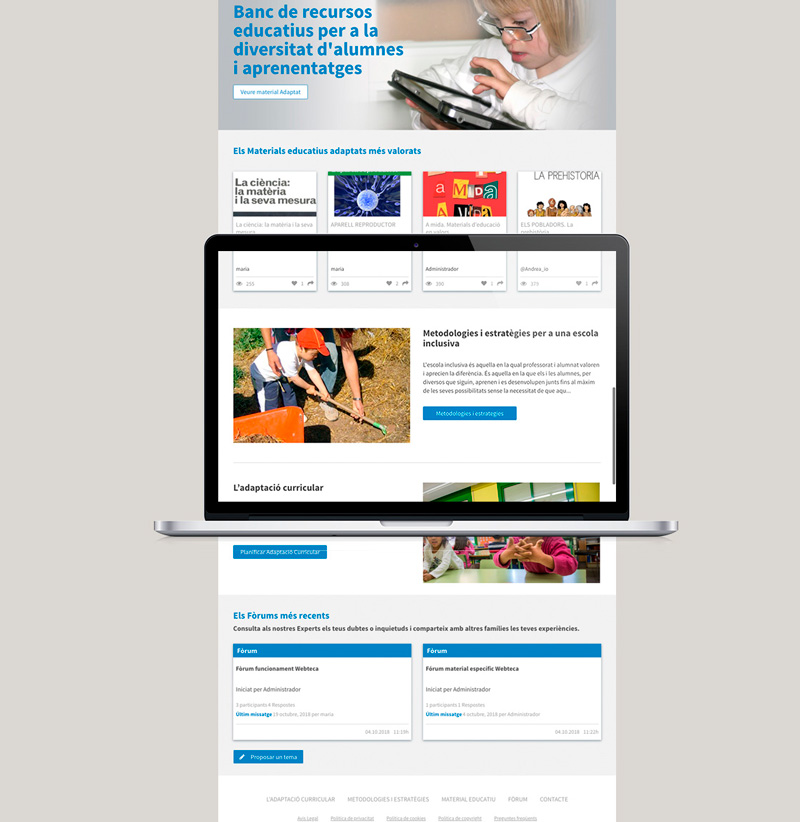 Banc de recursos
educatius per a la
diversitat d'alumnes
i aprenentatges
Veure material Adaptat
Els Materials educatius adaptats més valorats
La ciència:
la matèria
i la seva mesura
La ciència: la matèria i la seva
mesura
maria
255
3
APARELL REPRODUCTOR
maria
308
2
a MIDA
A mida. Materials d'educació
en valors
Administrador
390
1
LA PREHISTORIA
ELS POBLADORS. La
prehistòria
@Andrea_io
273
1
Metodologies i estratègies per a una escola
inclusiva
L'escola inclusiva és aquella en la qual professorat i alumnat valoren
i aprecien la diferència. És aquella en la que els i les alumnes, per
diversos que siguin, aprenen i es desenvolupen junts fins al màxim
de les seves possibilitats sense la necesitat de que aqu...
Metodologies i estrategies
L'adaptació curricular
Planificar Adaptació Curricular
Els Fòrums més recents
Consulta als nostres Experts els teus dubtes o inquietuds i comparteix amb altres famílies les teves experiències.
Fòrum
Fòrum funcionament Webteca
Iniciat per Administrador
3 participants 4 Respostes
Últim missatge 19 octubre, 2018 per maria
04.10.2018 11:19h
Fòrum
Fòrum material específic Webteca
Iniciat per Administrador
1 participants 1 Respostes
Últim missatge 4 octubre, 2018 per Administrador
04.10.2018 11:22h
Proposar un tema
L'ADAPTACIÓ CURRICULAR METODOLOGIES I ESTRATEGIES MATERIAL EDUCATIU FÒRUM CONTACTE
Avis Legal Política de privacitat Política de cookies Política de copyright Preguntes freqüents